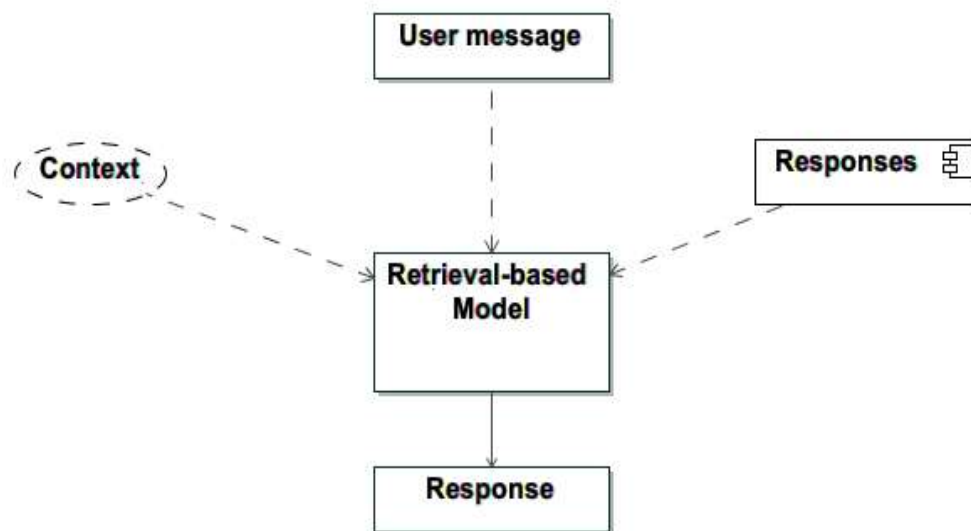 User message
Context
Responses
Retrieval-based
Model
Response